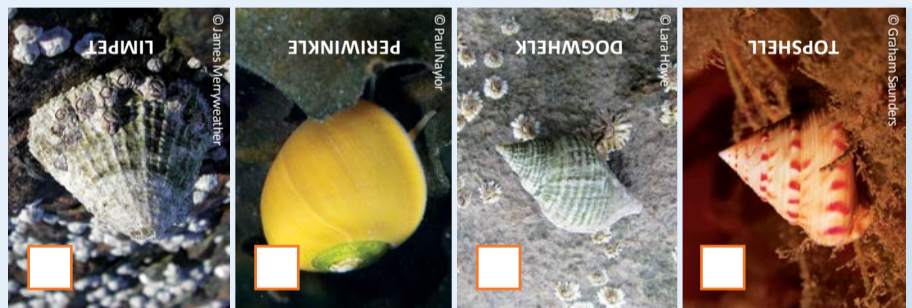 LIMPET
© James Merryweather
PERIWINKLE
© Paul Naylor
DOGWHELK
© Lara Howe
TOPSHELL
© Graham Saunders